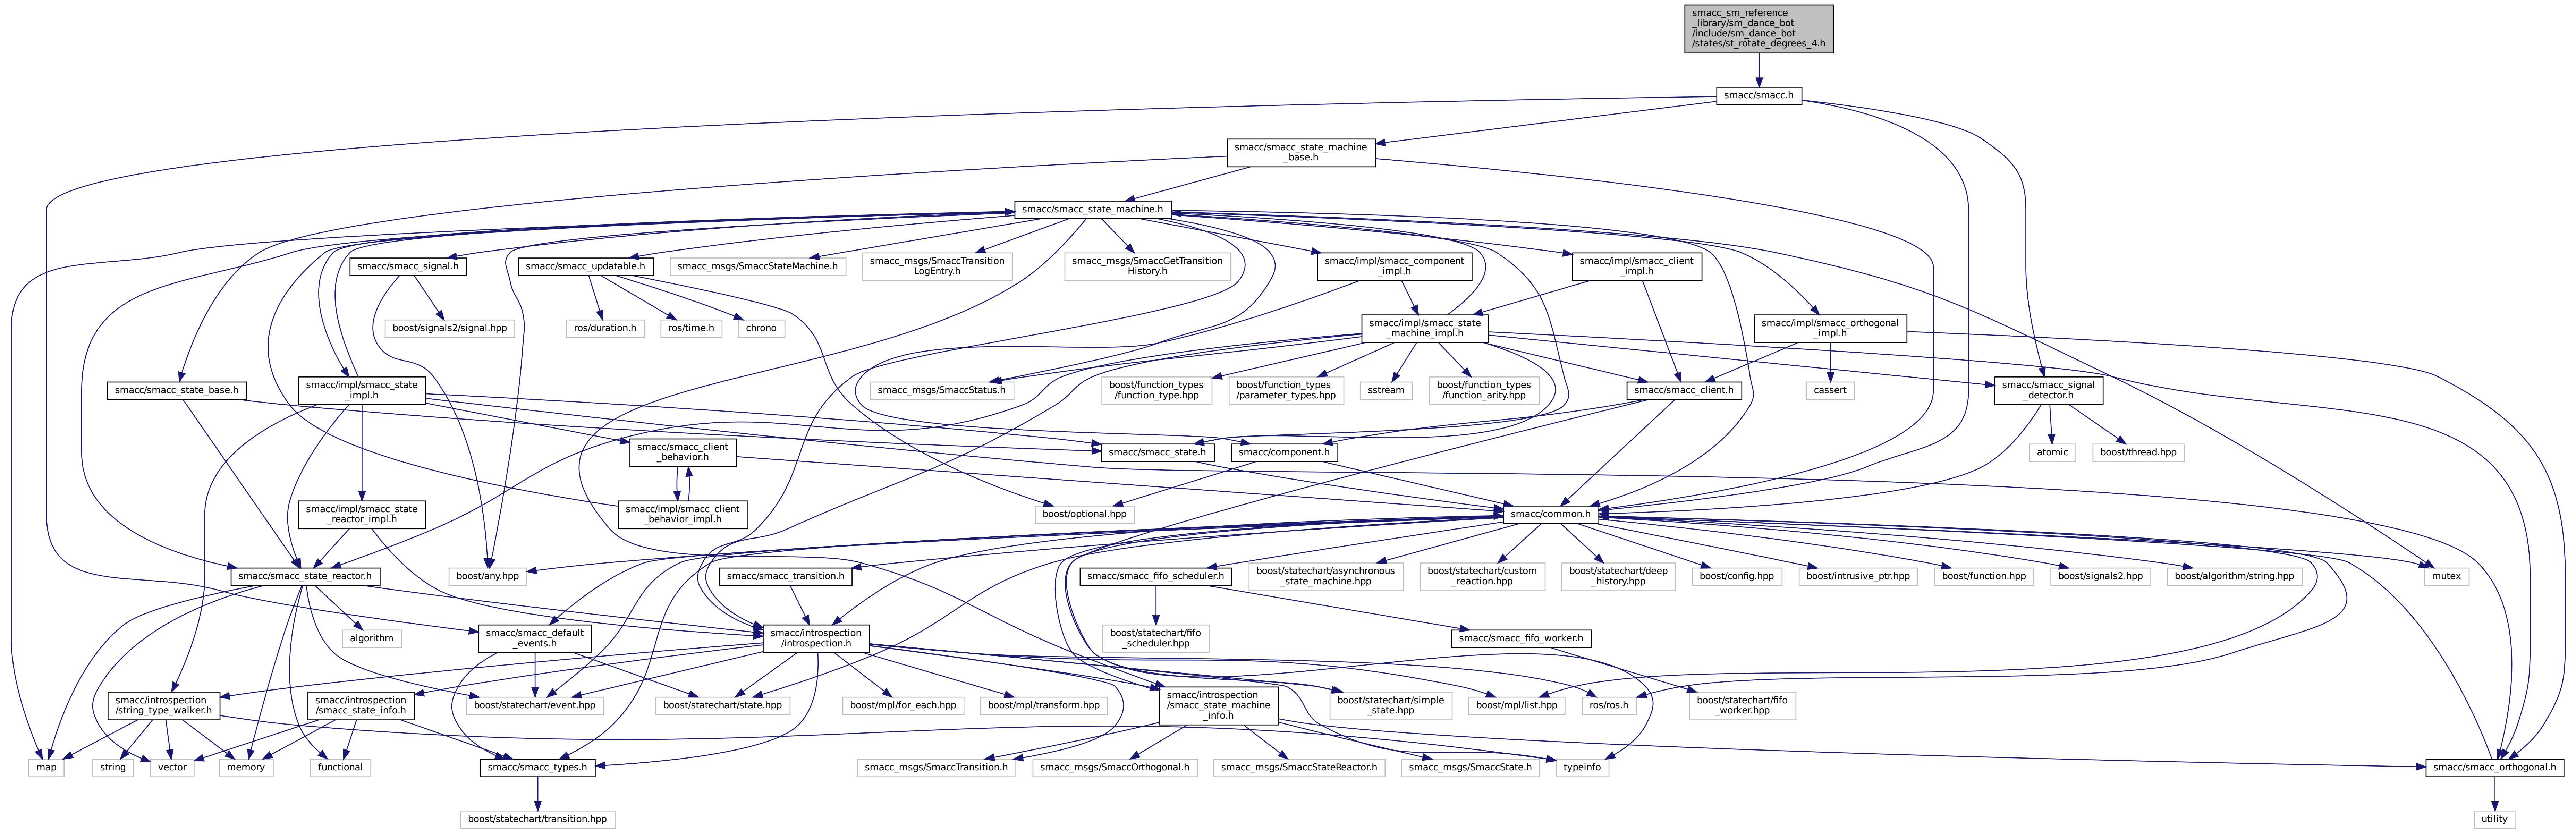 smacc_sm_reference
_library/sm_dance_bot
/include/sm_dance_bot
/states/st_rotate_degrees_4.h
smacc/smacc.h
smacc/smacc_state_machine
_base.h
smacc/smacc_state_machine.h
smacc/smacc_signal.h
smacc/smacc_updatable.h
smacc_msgs/SmaccStateMachine.h
smacc_msgs/SmaccTransition
LogEntry.h
smacc_msgs/SmaccGetTransition
History.h
smacc/impl/smacc_component
_impl.h
smacc/impl/smacc_client
_impl.h
boost/signals2/signal.hpp
ros/duration.h
ros/time.h
chrono
smacc/impl/smacc_state
_machine_impl.h
smacc/impl/smacc_orthogonal
_impl.h
smacc/smacc_state_base.h
smacc/impl/smacc_state
_impl.h
smacc_msgs/SmaccStatus.h
boost/function_types
/function_type.hpp
boost/function_types
/parameter_types.hpp
sstream
boost/function_types
/function_arity.hpp
smacc/smacc_client.h
cassert
smacc/smacc_signal
_detector.h
smacc/smacc_client
_behavior.h
smacc/smacc_state.h
smacc/component.h
atomic
boost/thread.hpp
smacc/impl/smacc_state
_reactor_impl.h
smacc/impl/smacc_client
_behavior_impl.h
boost/optional.hpp
smacc/common.h
smacc/smacc_state_reactor.h
boost/any.hpp
smacc/smacc_transition.h
smacc/smacc_fifo_scheduler.h
boost/statechart/asynchronous
_state_machine.hpp
boost/statechart/custom
_reaction.hpp
boost/statechart/deep
_history.hpp
boost/config.hpp
boost/intrusive_ptr.hpp
boost/function.hpp
boost/signals2.hpp
boost/algorithm/string.hpp
mutex
algorithm
smacc/smacc_default
_events.h
smacc/introspection
/introspection.h
boost/statechart/fifo
_scheduler.hpp
smacc/smacc_fifo_worker.h
smacc/introspection
/string_type_walker.h
smacc/introspection
/smacc_state_info.h
boost/statechart/event.hpp
boost/statechart/state.hpp
boost/mpl/for_each.hpp
boost/mpl/transform.hpp
smacc/introspection
/smacc_state_machine
_info.h
boost/statechart/simple
_state.hpp
boost/mpl/list.hpp
ros/ros.h
boost/statechart/fifo
_worker.hpp
map
string
vector
memory
functional
smacc/smacc_types.h
smacc_msgs/SmaccTransition.h
smacc_msgs/SmaccOrthogonal.h
smacc_msgs/SmaccStateReactor.h
smacc_msgs/SmaccState.h
typeinfo
smacc/smacc_orthogonal.h
boost/statechart/transition.hpp
utility